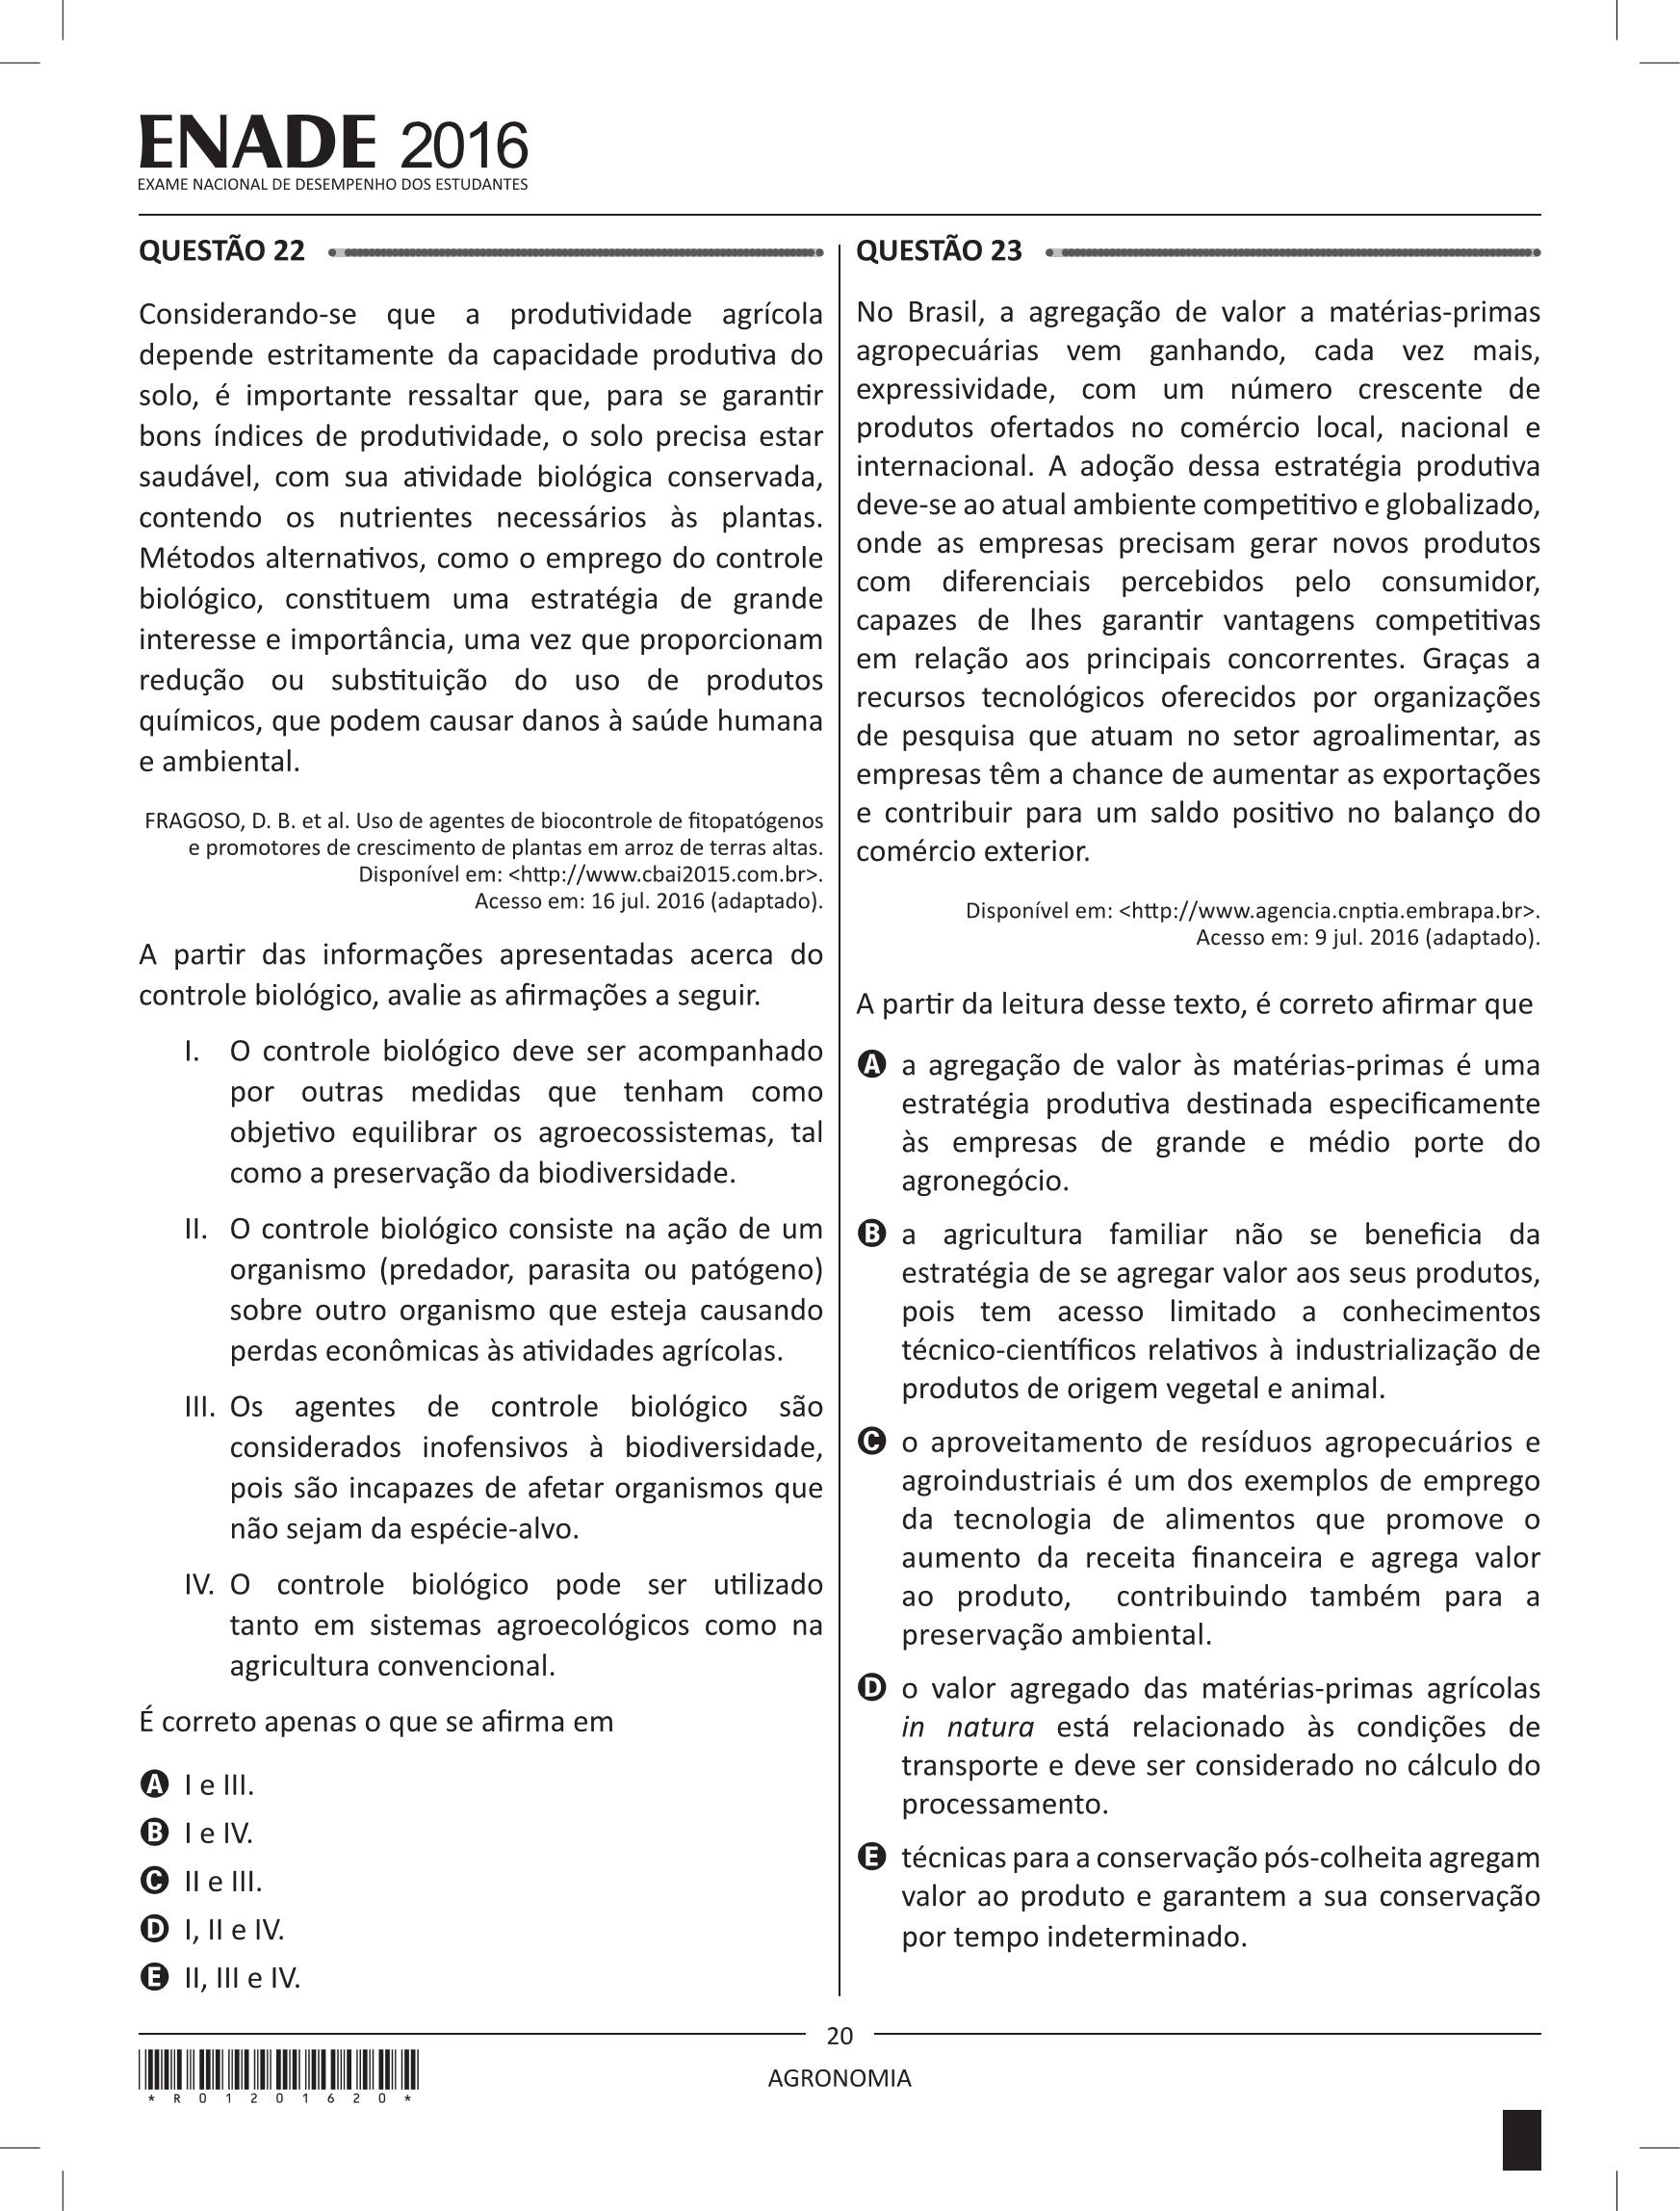 ENADE 2016
EXAME NACIONAL DE DESEMPENHO DOS ESTUDANTES
QUESTÃO 22
Considerando-se que a produtividade agrícola
depende estritamente da capacidade produtiva do
solo, é importante ressaltar que, para se garantir
bons índices de produtividade, o solo precisa estar
saudável, com sua atividade biológica conservada,
contendo os nutrientes necessários às plantas.
Métodos alternativos, como o emprego do controle
biológico, constituem uma estratégia de grande
interesse e importância, uma vez que proporcionam
redução ou substituição do uso de produtos
químicos, que podem causar danos à saúde humana
e ambiental.
FRAGOSO, D. B. et al. Uso de agentes de biocontrole de fitopatógenos
e promotores de crescimento de plantas em arroz de terras altas.
Disponível em: <http://www.cbai2015.com.br>.
Acesso em: 16 jul. 2016 (adaptado).
A partir das informações apresentadas acerca do
controle biológico, avalie as afirmações a seguir.
I. O controle biológico deve ser acompanhado
por outras medidas que tenham como
objetivo equilibrar os agroecossistemas, tal
como a preservação da biodiversidade.
II. O controle biológico consiste na ação de um
organismo (predador, parasita ou patógeno)
sobre outro organismo que esteja causando
perdas econômicas às atividades agrícolas.
III. Os agentes de controle biológico são
considerados inofensivos à biodiversidade,
pois são incapazes de afetar organismos que
não sejam da espécie-alvo.
IV. O controle biológico pode ser utilizado
tanto em sistemas agroecológicos como na
agricultura convencional.
É correto apenas o que se afirma em
A I e III.
B I e IV.
C II e III.
D I, II e IV.
E II, III e IV.
QUESTÃO 23
No Brasil, a agregação de valor a matérias-primas
agropecuárias vem ganhando, cada vez mais,
expressividade, com um número crescente de
produtos ofertados no comércio local, nacional e
internacional. A adoção dessa estratégia produtiva
deve-se ao atual ambiente competitivo e globalizado,
onde as empresas precisam gerar novos produtos
com diferenciais percebidos pelo consumidor,
capazes de lhes garantir vantagens competitivas
em relação aos principais concorrentes. Graças a
recursos tecnológicos oferecidos por organizações
de pesquisa que atuam no setor agroalimentar, as
empresas têm a chance de aumentar as exportações
e contribuir para um saldo positivo no balanço do
comércio exterior.
Disponível em: <http://www.agencia.cnptia.embrapa.br>.
Acesso em: 9 jul. 2016 (adaptado).
A partir da leitura desse texto, é correto afirmar que
A a agregação de valor às matérias-primas é uma
estratégia produtiva destinada especificamente
às empresas de grande e médio porte do
agronegócio.
B a agricultura familiar não se beneficia da
estratégia de se agregar valor aos seus produtos,
pois tem acesso limitado a conhecimentos
técnico-científicos relativos à industrialização de
produtos de origem vegetal e animal.
C o aproveitamento de resíduos agropecuários e
agroindustriais é um dos exemplos de emprego
da tecnologia de alimentos que promove o
aumento da receita financeira e agrega valor
ao produto, contribuindo também para a
preservação ambiental.
D o valor agregado das matérias-primas agrícolas
in natura está relacionado às condições de
transporte e deve ser considerado no cálculo do
processamento.
E técnicas para a conservação pós-colheita agregam
valor ao produto e garantem a sua conservação
por tempo indeterminado.
20
AGRONOMIA
* R 0 1 2 0 1 6 2 0 *